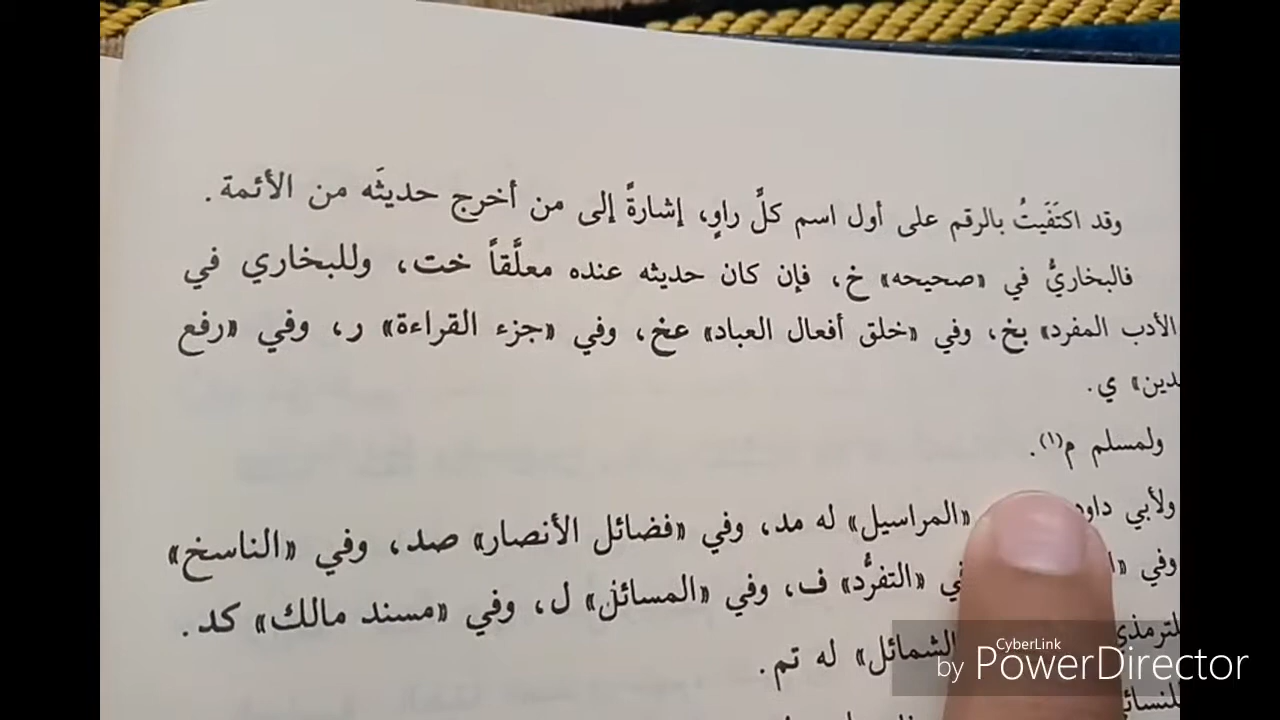 وقد اكتَفَيتُ بالرقم على أول اسم كلِّ راوٍ، إشارةً إلى من أخرج حديثَه من الأئمة.
فالبخاريُّ في «صحيحه» خ، فإن كان حديثه عنده معلَّقاً خت، وللبخاري في
الأدب المفرد» بخ، وفي «خلق أفعال العباد» عخ، وفي «جزء القراءة» ر، وفي «رفع
ي.
ولمسلم م(١).
ولأبي داود «المراسيل» له مد، وفي «فضائل الأنصار» صد، وفي «الناسخ»
وفي « «التفرُّد» ف، وفي «المسائل» ل، وفي «مسند مالك» كد.
الشمائل» له تم.
CyberLink
by PowerDirector